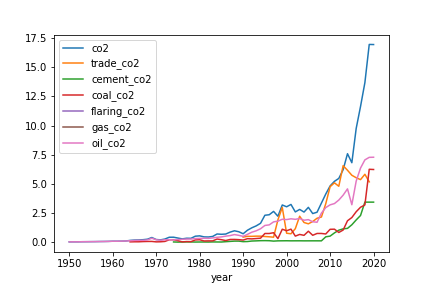 17.5
15.0
12.5
10.0
7.5
5.0
2.5
0.0
co2
trade_co2
cement_co2
coal_co2
flaring_co2
gas_co2
oil_co2
1950 1960 1970 1980 1990 2000 2010 2020
year